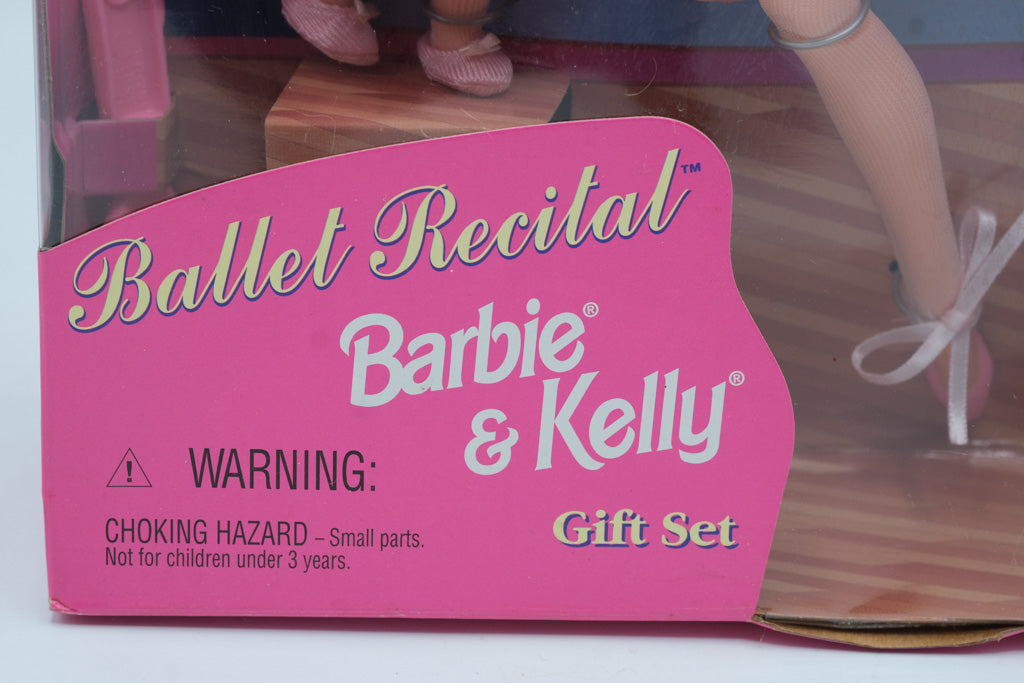 Ballet Recital™
Barbie®
& Kelly®
! WARNING:
CHOKING HAZARD – Small parts.
Not for children under 3 years.
Gift Set